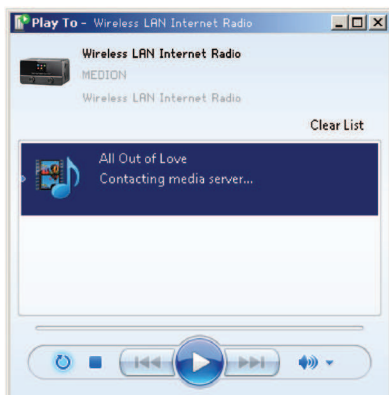 Play To - Wireless LAN Internet Radio
Wireless LAN Internet Radio
MEDION
Wireless LAN Internet Radio
Clear List
All Out of Love
Contacting media server...